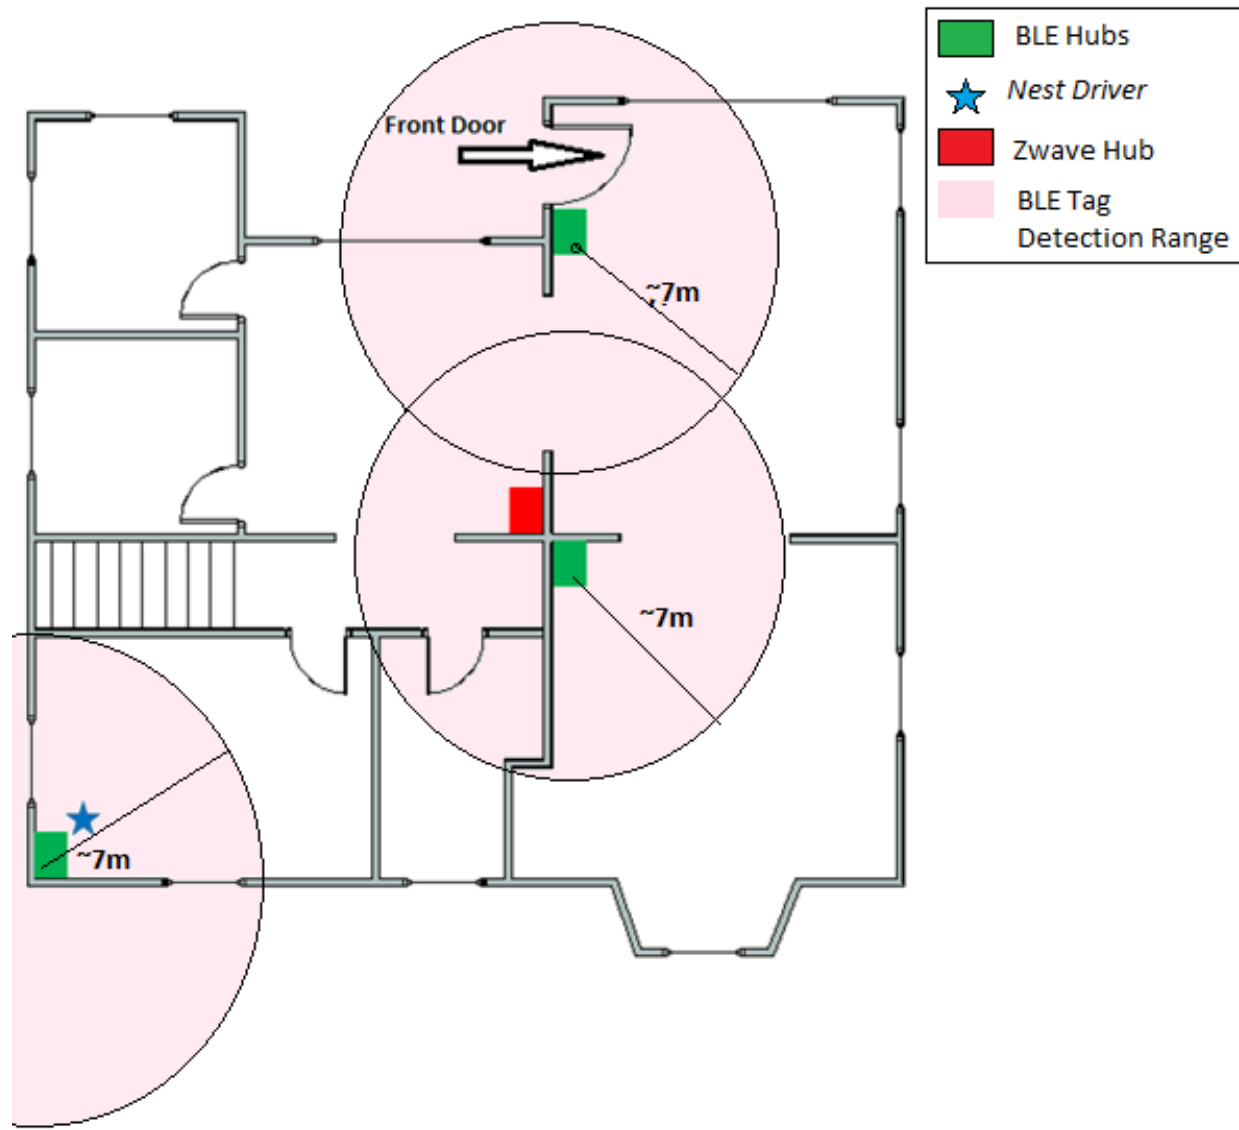 BLE Hubs
Nest Driver
Zwave Hub
BLE Tag
Detection Range
Front Door
~7m
~7m
~7m